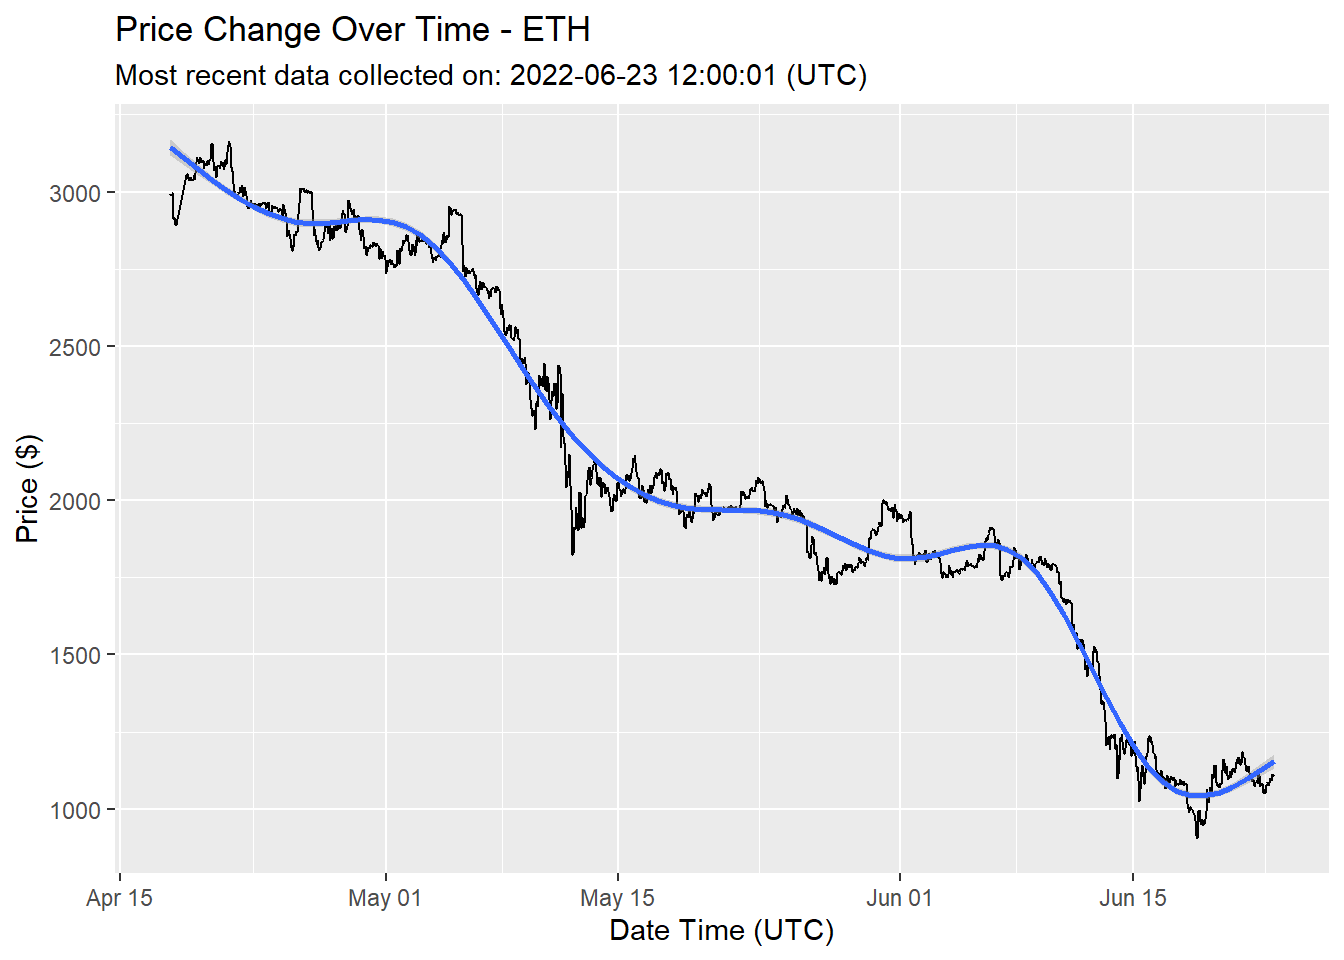 Price Change Over Time - ETH
Most recent data collected on: 2022-06-23 12:00:01 (UTC)
Price ($)
3000
2500
2000
1500
1000
Apr 15
May 01
May 15
Jun 01
Jun 15
Date Time (UTC)